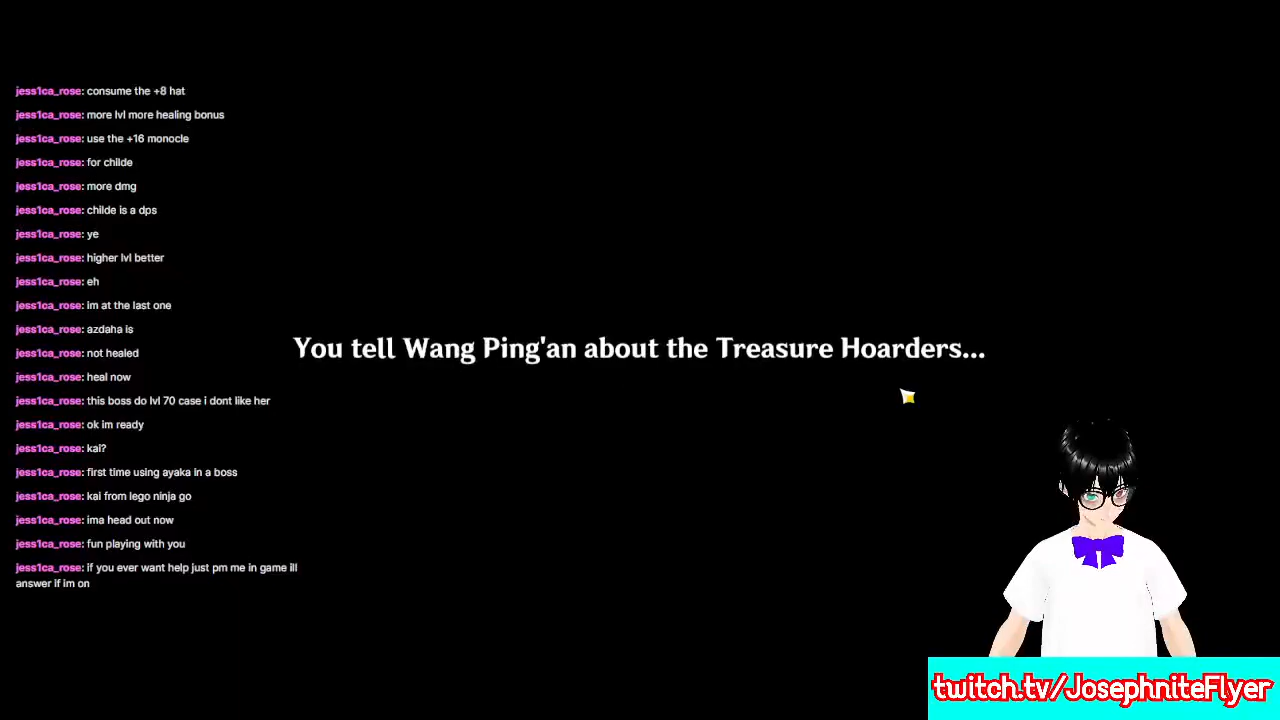 jess1ca_rose: consume the +8 hat
jess1ca_rose: more lvl more healing bonus
jess1ca_rose: use the +16 monocle
jess1ca_rose: for childe
jess1ca_rose: more dmg
jess1ca_rose: childe is a dps
jess1ca_rose: ye
jess1ca_rose: higher lvl better
jess1ca_rose: eh
jess1ca_rose: im at the last one
jess1ca_rose: azdaha is
jess1ca_rose: not healed
jess1ca_rose: heal now
jess1ca_rose: this boss do lvl 70 case i dont like her
jess1ca_rose: ok im ready
jess1ca_rose: kai?
jess1ca_rose: first time using ayaka in a boss
jess1ca_rose: kai from lego ninja go
jess1ca_rose: ima head out now
jess1ca_rose: fun playing with you
jess1ca_rose: if you ever want help just pm me in game ill
answer if im on
You tell Wang Ping'an about the Treasure Hoarders...
twitch.tv/JosephniteFlyer